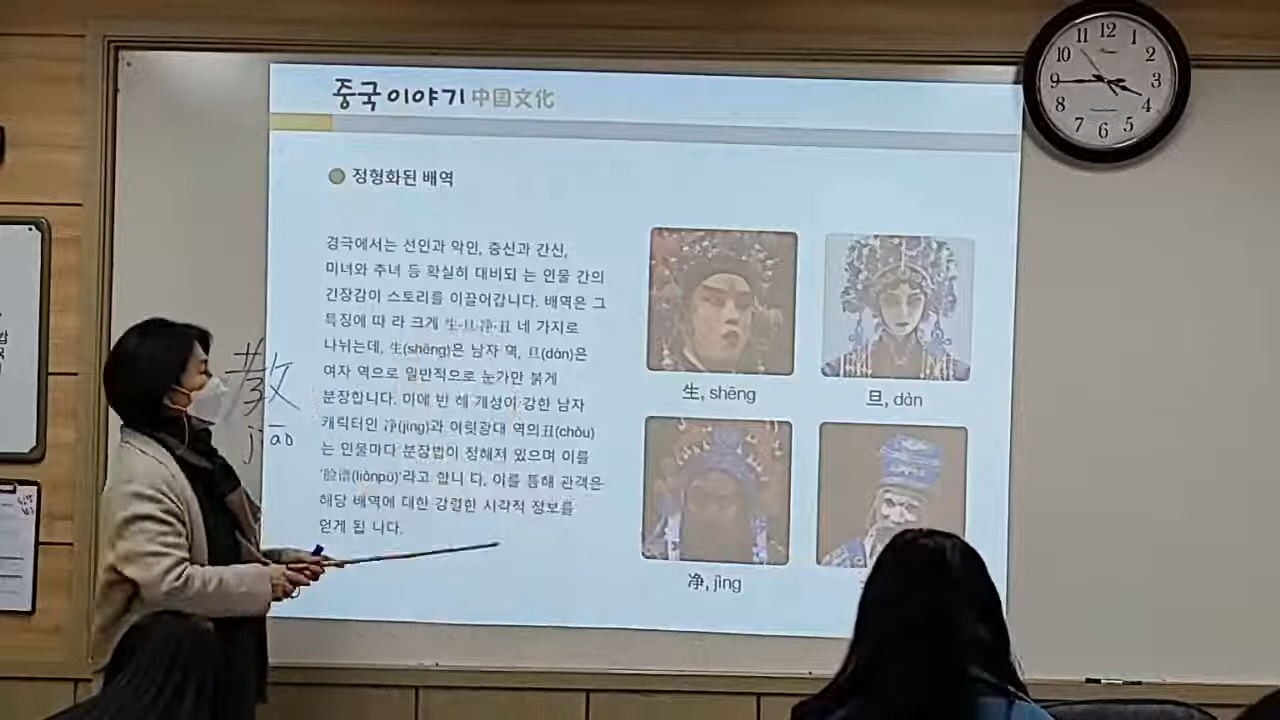 중국이야기 中国文化
정형화된 배역
경극에서는 선인과 악인, 충신과 간신,
미녀와 추녀 등 확실히 대비되 는 인물 간의
긴장감이 스토리를 이끌어갑니다. 배역은 그
특징에 따 라 크게 生·旦·净·丑 네 가지로
나뉘는데, 生(shēng)은 남자 역, 旦(dàn)은
여자 역으로 일반적으로 눈가만 붉게
분장합니다. 이에 반 해 개성이 강한 남자
캐릭터인 净(jìng)과 어릿광대 역의丑(chòu)
는 인물마다 분장법이 정해져 있으며 이를
'脸谱(liǎnpǔ)'라고 합니 다. 이를 통해 관객은
해당 배역에 대한 강렬한 시각적 정보를
얻게 됩 니다.
生, shēng
旦, dàn
净, jìng
教
jiāo
12 1 2 3 4 5 6 7 8 9 10 11